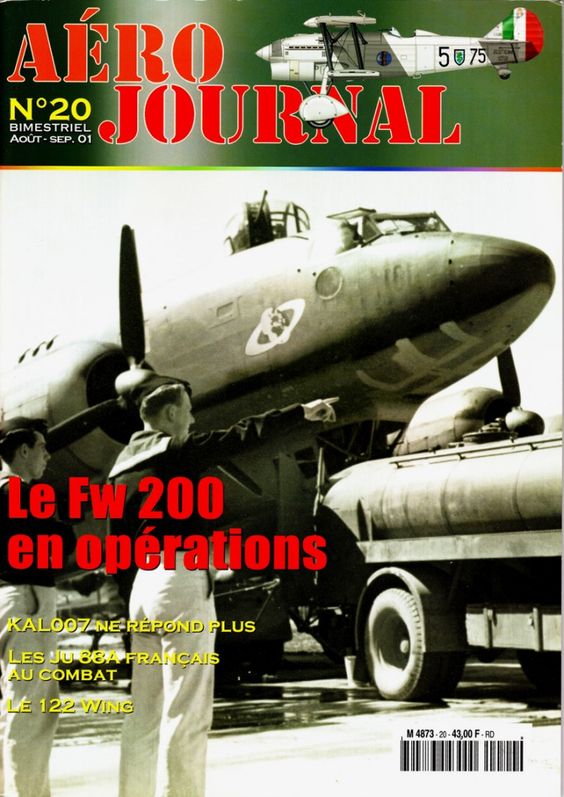 AÉRO
JOURNAL
N°20
BIMESTRIEL
AOÛT - SEP. 01
5 75
Le Fw 200
en opérations
KAL007 NE RÉPOND PLUS
LES JU 88A FRANÇAIS
AU COMBAT
LE 122 WING
M 4873 - 20 - 43,00 F - RD